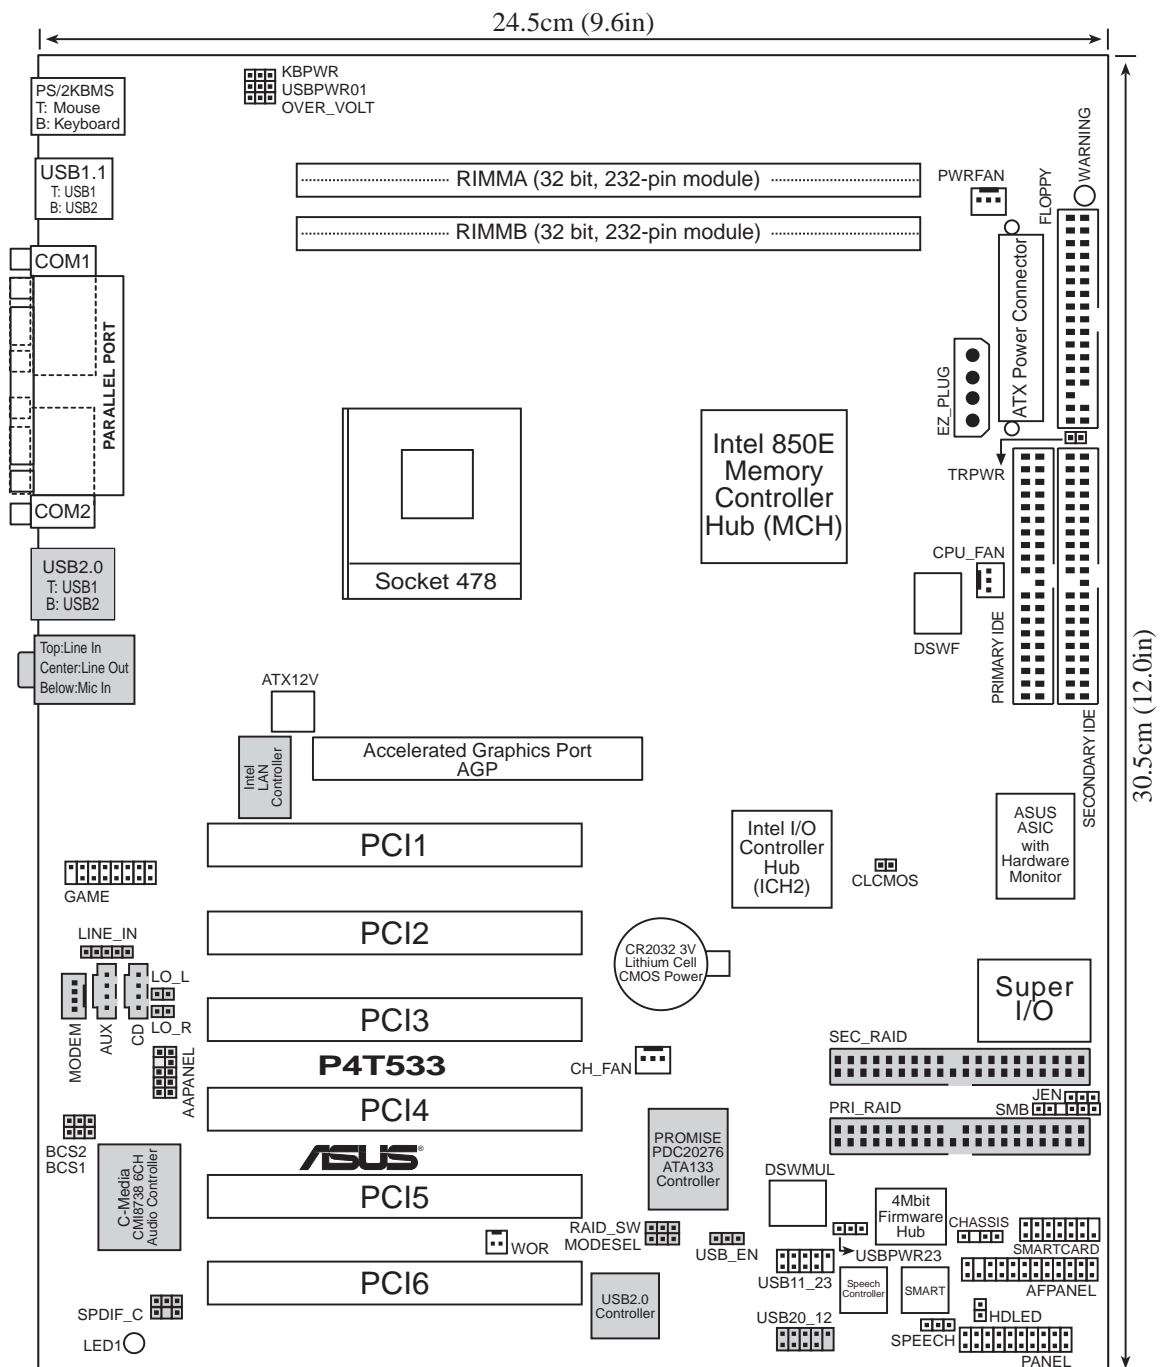 24.5cm (9.6in)
KBPWR
USBPWR01
OVER_VOLT
PS/2KBMS
T: Mouse
B: Keyboard
USB1.1
T: USB1
B: USB2
RIMMA (32 bit, 232-pin module)
RIMMB (32 bit, 232-pin module)
PWRFAN
FLOPPY
WARNING
COM1
PARALLEL PORT
COM2
ATX Power Connector
EZ_PLUG
TRPWR
Intel 850E
Memory
Controller
Hub (MCH)
Socket 478
CPU_FAN
DSWF
PRIMARY IDE
SECONDARY IDE
30.5cm (12.0in)
USB2.0
T: USB1
B: USB2
Top:Line In
Center:Line Out
Below:Mic In
ATX12V
Intel
LAN
Controller
Accelerated Graphics Port
AGP
PCI1
Intel I/O
Controller
Hub
(ICH2)
CLCMOS
ASUS
ASIC
with
Hardware
Monitor
GAME
PCI2
LINE_IN
CR2032 3V
Lithium Cell
CMOS Power
LO_L
LO_R
MODEM
AUX
CD
AAPANEL
PCI3
Super
I/O
P4T533
CH_FAN
SEC_RAID
JEN
SMB
PRI_RAID
PCI4
BCS2
BCS1
C-Media
CMI8738 6CH
Audio Controller
ASUS®
PROMISE
PDC20276
ATA133
Controller
PCI5
DSWMUL
4Mbit
Firmware
Hub
CHASSIS
SMARTCARD
WOR
RAID_SW
MODESEL
USB_EN
USBPWR23
USB11_23
AFPANEL
PCI6
USB2.0
Controller
Speech
Controller
SMART
SPDIF_C
LED1
USB20_12
SPEECH
HDLED
PANEL